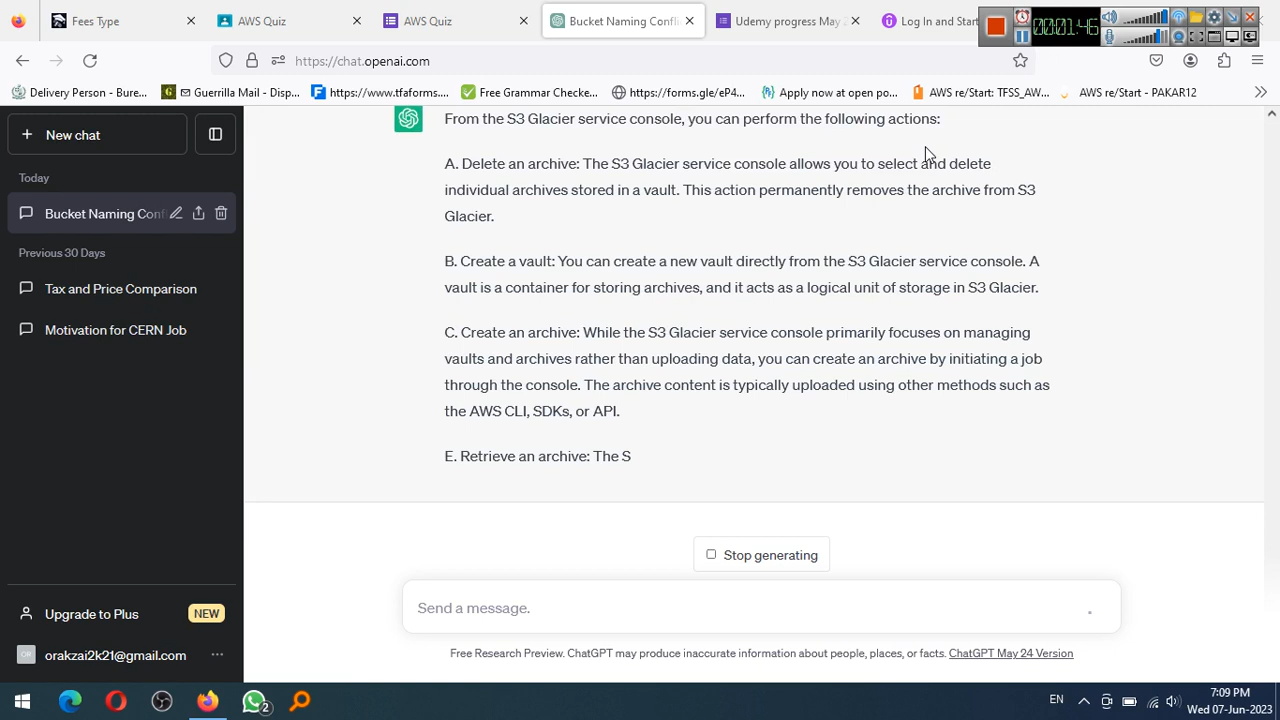 Fees Type
AWS Quiz
AWS Quiz
Bucket Naming Confl
Udemy progress May 2
Log In and Start
00:01:46
https://chat.openai.com
Delivery Person - Bure...
Guerrilla Mail - Disp...
https://www.tfaforms....
Free Grammar Checke...
https://forms.gle/eP4...
Apply now at open po...
AWS re/Start: TFSS_AW...
AWS re/Start - PAKAR12
New chat
Today
Bucket Naming Conf
Previous 30 Days
Tax and Price Comparison
Motivation for CERN Job
Upgrade to Plus
NEW
OR
orakzai2k21@gmail.com
From the S3 Glacier service console, you can perform the following actions:
A. Delete an archive: The S3 Glacier service console allows you to select and delete
individual archives stored in a vault. This action permanently removes the archive from S3
Glacier.
B. Create a vault: You can create a new vault directly from the S3 Glacier service console. A
vault is a container for storing archives, and it acts as a logical unit of storage in S3 Glacier.
C. Create an archive: While the S3 Glacier service console primarily focuses on managing
vaults and archives rather than uploading data, you can create an archive by initiating a job
through the console. The archive content is typically uploaded using other methods such as
the AWS CLI, SDKs, or API.
E. Retrieve an archive: The S
Stop generating
Send a message.
Free Research Preview. ChatGPT may produce inaccurate information about people, places, or facts. ChatGPT May 24 Version
2
EN
7:09 PM
Wed 07-Jun-2023